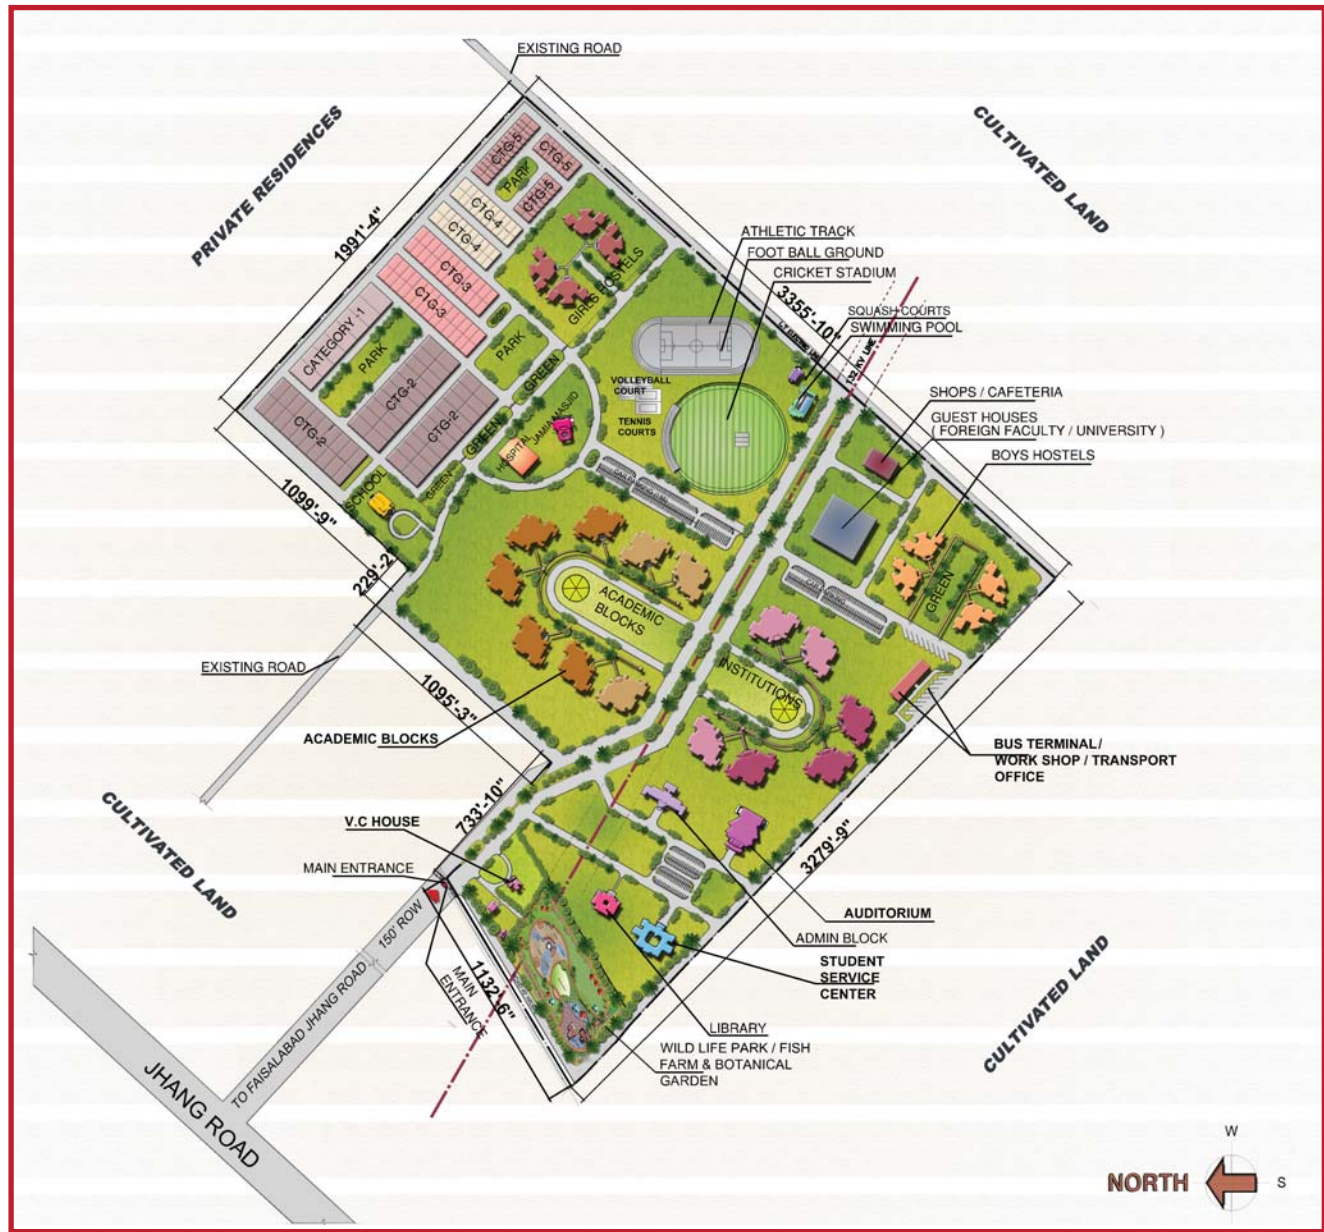 EXISTING ROAD
PRIVATE RESIDENCES
CULTIVATED LAND
1991'-4"
CTG-5
CTG-5
PARK
CTG-5
CTG-4
CTG-4
CTG-3
CTG-3
GIRLS HOSTELS
CATEGORY -1
PARK
PARK
CTG-2
CTG-2
CTG-2
GREEN
GREEN
GREEN
SCHOOL
HOSPITAL
JAMIA MASJID
ATHLETIC TRACK
FOOT BALL GROUND
CRICKET STADIUM
3355'-10"
SQUASH COURTS
SWIMMING POOL
L.T ELECTRIC LINE
132 KV LINE
VOLLEYBALL
COURT
TENNIS
COURTS
SHOPS / CAFETERIA
GUEST HOUSES
( FOREIGN FACULTY / UNIVERSITY )
BOYS HOSTELS
GREEN
1099'-9"
229'-2"
ACADEMIC
BLOCKS
INSTITUTIONS
EXISTING ROAD
1095'-3"
ACADEMIC BLOCKS
BUS TERMINAL/
WORK SHOP / TRANSPORT
OFFICE
CULTIVATED LAND
733'-10"
V.C HOUSE
MAIN ENTRANCE
3279'-9"
AUDITORIUM
ADMIN BLOCK
STUDENT
SERVICE
CENTER
150' ROW
MAIN
ENTRANCE
1132'-6"
LIBRARY
WILD LIFE PARK / FISH
FARM & BOTANICAL
GARDEN
CULTIVATED LAND
TO FAISALABAD JHANG ROAD
JHANG ROAD
W
NORTH
S